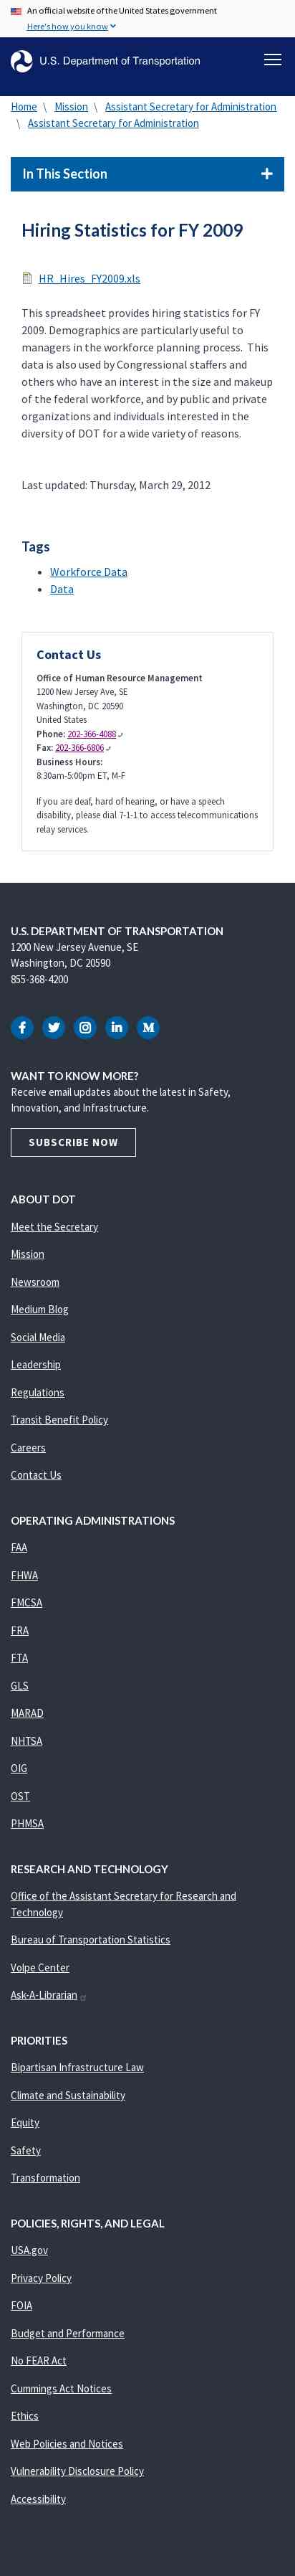 An official website of the United States government
Here's how you know
U.S. Department of Transportation
Home \ Mission \ Assistant Secretary for Administration
\ Assistant Secretary for Administration
In This Section
Hiring Statistics for FY 2009
HR_Hires_FY2009.xls
This spreadsheet provides hiring statistics for FY
2009. Demographics are particularly useful to
managers in the workforce planning process.  This
data is also used by Congressional staffers and
others who have an interest in the size and makeup
of the federal workforce, and by public and private
organizations and individuals interested in the
diversity of DOT for a wide variety of reasons.
Last updated: Thursday, March 29, 2012
Tags
• Workforce Data
• Data
Contact Us
Office of Human Resource Management
1200 New Jersey Ave, SE
Washington, DC 20590
United States
Phone: 202-366-4088
Fax: 202-366-6806
Business Hours:
8:30am-5:00pm ET, M-F
If you are deaf, hard of hearing, or have a speech
disability, please dial 7-1-1 to access telecommunications
relay services.
U.S. DEPARTMENT OF TRANSPORTATION
1200 New Jersey Avenue, SE
Washington, DC 20590
855-368-4200
WANT TO KNOW MORE?
Receive email updates about the latest in Safety,
Innovation, and Infrastructure.
SUBSCRIBE NOW
ABOUT DOT
Meet the Secretary
Mission
Newsroom
Medium Blog
Social Media
Leadership
Regulations
Transit Benefit Policy
Careers
Contact Us
OPERATING ADMINISTRATIONS
FAA
FHWA
FMCSA
FRA
FTA
GLS
MARAD
NHTSA
OIG
OST
PHMSA
RESEARCH AND TECHNOLOGY
Office of the Assistant Secretary for Research and
Technology
Bureau of Transportation Statistics
Volpe Center
Ask-A-Librarian
PRIORITIES
Bipartisan Infrastructure Law
Climate and Sustainability
Equity
Safety
Transformation
POLICIES, RIGHTS, AND LEGAL
USA.gov
Privacy Policy
FOIA
Budget and Performance
No FEAR Act
Cummings Act Notices
Ethics
Web Policies and Notices
Vulnerability Disclosure Policy
Accessibility